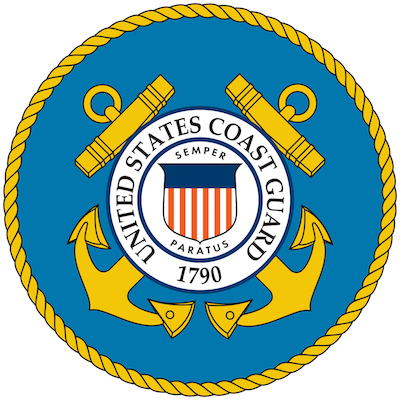 UNITED STATES COAST GUARD
SEMPER
PARATUS
1790